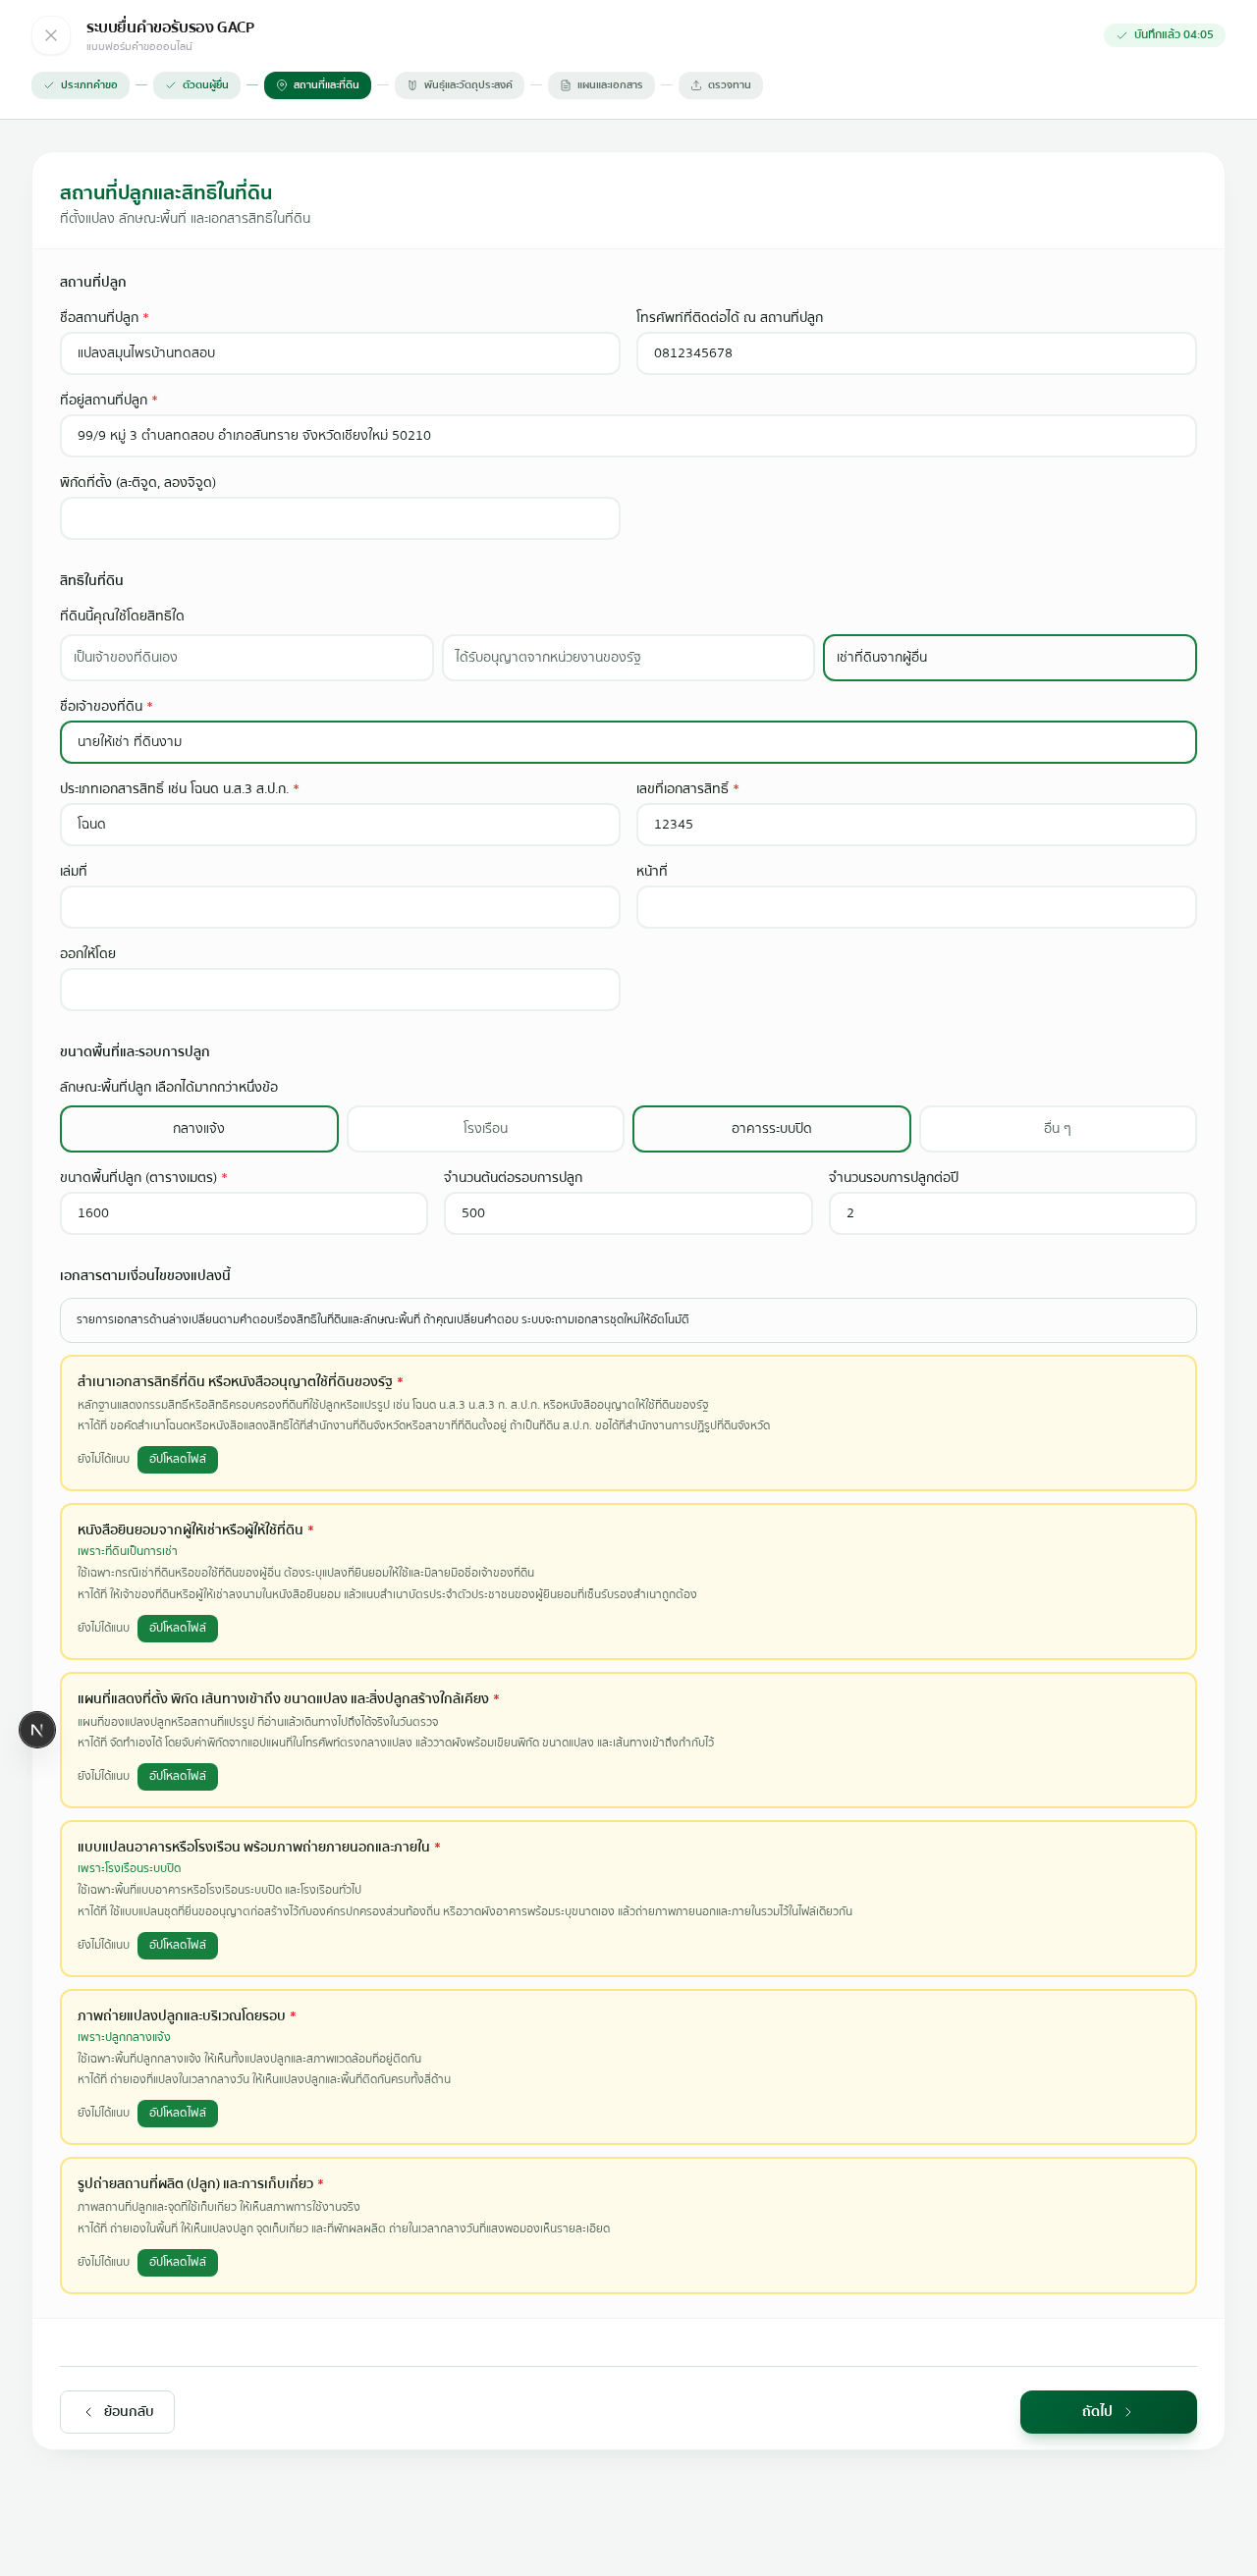 ระบบยื่นคำขอรับรอง GACP
แบบฟอร์มคำขอออนไลน์
บันทึกแล้ว 04:05
ประเภทคำขอ
ตัวตนผู้ยื่น
สถานที่และที่ดิน
พันธุ์และวัตถุประสงค์
แผนและเอกสาร
ตรวจทาน
สถานที่ปลูกและสิทธิในที่ดิน
ที่ตั้งแปลง ลักษณะพื้นที่ และเอกสารสิทธิในที่ดิน
สถานที่ปลูก
ชื่อสถานที่ปลูก *
โทรศัพท์ที่ติดต่อได้ ณ สถานที่ปลูก
แปลงสมุนไพรบ้านทดสอบ
0812345678
ที่อยู่สถานที่ปลูก *
99/9 หมู่ 3 ตำบลทดสอบ อำเภอสันทราย จังหวัดเชียงใหม่ 50210
พิกัดที่ตั้ง (ละติจูด, ลองจิจูด)
สิทธิในที่ดิน
ที่ดินนี้คุณใช้โดยสิทธิใด
เป็นเจ้าของที่ดินเอง
ได้รับอนุญาตจากหน่วยงานของรัฐ
เช่าที่ดินจากผู้อื่น
ชื่อเจ้าของที่ดิน *
นายให้เช่า ที่ดินงาม
ประเภทเอกสารสิทธิ์ เช่น โฉนด น.ส.3 ส.ป.ก. *
เลขที่เอกสารสิทธิ์ *
โฉนด
12345
เล่มที่
หน้าที่
ออกให้โดย
ขนาดพื้นที่และรอบการปลูก
ลักษณะพื้นที่ปลูก เลือกได้มากกว่าหนึ่งข้อ
กลางแจ้ง
โรงเรือน
อาคารระบบปิด
อื่น ๆ
ขนาดพื้นที่ปลูก (ตารางเมตร) *
จำนวนต้นต่อรอบการปลูก
จำนวนรอบการปลูกต่อปี
1600
500
2
เอกสารตามเงื่อนไขของแปลงนี้
รายการเอกสารด้านล่างเปลี่ยนตามคำตอบเรื่องสิทธิในที่ดินและลักษณะพื้นที่ ถ้าคุณเปลี่ยนคำตอบ ระบบจะถามเอกสารชุดใหม่ให้อัตโนมัติ
สำเนาเอกสารสิทธิ์ที่ดิน หรือหนังสืออนุญาตใช้ที่ดินของรัฐ *
หลักฐานแสดงกรรมสิทธิ์หรือสิทธิครอบครองที่ดินที่ใช้ปลูกหรือแปรรูป เช่น โฉนด น.ส.3 น.ส.3 ก. ส.ป.ก. หรือหนังสืออนุญาตให้ใช้ที่ดินของรัฐ
หาได้ที่ ขอคัดสำเนาโฉนดหรือหนังสือแสดงสิทธิได้ที่สำนักงานที่ดินจังหวัดหรือสาขาที่ที่ดินตั้งอยู่ ถ้าเป็นที่ดิน ส.ป.ก. ขอได้ที่สำนักงานการปฏิรูปที่ดินจังหวัด
ยังไม่ได้แนบ
อัปโหลดไฟล์
หนังสือยินยอมจากผู้ให้เช่าหรือผู้ให้ใช้ที่ดิน *
เพราะที่ดินเป็นการเช่า
ใช้เฉพาะกรณีเช่าที่ดินหรือขอใช้ที่ดินของผู้อื่น ต้องระบุแปลงที่ยินยอมให้ใช้และมีลายมือชื่อเจ้าของที่ดิน
หาได้ที่ ให้เจ้าของที่ดินหรือผู้ให้เช่าลงนามในหนังสือยินยอม แล้วแนบสำเนาบัตรประจำตัวประชาชนของผู้ยินยอมที่เซ็นรับรองสำเนาถูกต้อง
ยังไม่ได้แนบ
อัปโหลดไฟล์
แผนที่แสดงที่ตั้ง พิกัด เส้นทางเข้าถึง ขนาดแปลง และสิ่งปลูกสร้างใกล้เคียง *
แผนที่ของแปลงปลูกหรือสถานที่แปรรูป ที่อ่านแล้วเดินทางไปถึงได้จริงในวันตรวจ
หาได้ที่ จัดทำเองได้ โดยจับค่าพิกัดจากแอปแผนที่ในโทรศัพท์ตรงกลางแปลง แล้ววาดผังพร้อมเขียนพิกัด ขนาดแปลง และเส้นทางเข้าถึงกำกับไว้
ยังไม่ได้แนบ
อัปโหลดไฟล์
แบบแปลนอาคารหรือโรงเรือน พร้อมภาพถ่ายภายนอกและภายใน *
เพราะโรงเรือนระบบปิด
ใช้เฉพาะพื้นที่แบบอาคารหรือโรงเรือนระบบปิด และโรงเรือนทั่วไป
หาได้ที่ ใช้แบบแปลนชุดที่ยื่นขออนุญาตก่อสร้างไว้กับองค์กรปกครองส่วนท้องถิ่น หรือวาดผังอาคารพร้อมระบุขนาดเอง แล้วถ่ายภาพภายนอกและภายในรวมไว้ในไฟล์เดียวกัน
ยังไม่ได้แนบ
อัปโหลดไฟล์
ภาพถ่ายแปลงปลูกและบริเวณโดยรอบ *
เพราะปลูกกลางแจ้ง
ใช้เฉพาะพื้นที่ปลูกกลางแจ้ง ให้เห็นทั้งแปลงปลูกและสภาพแวดล้อมที่อยู่ติดกัน
หาได้ที่ ถ่ายเองที่แปลงในเวลากลางวัน ให้เห็นแปลงปลูกและพื้นที่ติดกันครบทั้งสี่ด้าน
ยังไม่ได้แนบ
อัปโหลดไฟล์
รูปถ่ายสถานที่ผลิต (ปลูก) และการเก็บเกี่ยว *
ภาพสถานที่ปลูกและจุดที่ใช้เก็บเกี่ยว ให้เห็นสภาพการใช้งานจริง
หาได้ที่ ถ่ายเองในพื้นที่ ให้เห็นแปลงปลูก จุดเก็บเกี่ยว และที่พักผลผลิต ถ่ายในเวลากลางวันที่แสงพอมองเห็นรายละเอียด
ยังไม่ได้แนบ
อัปโหลดไฟล์
ย้อนกลับ
ถัดไป